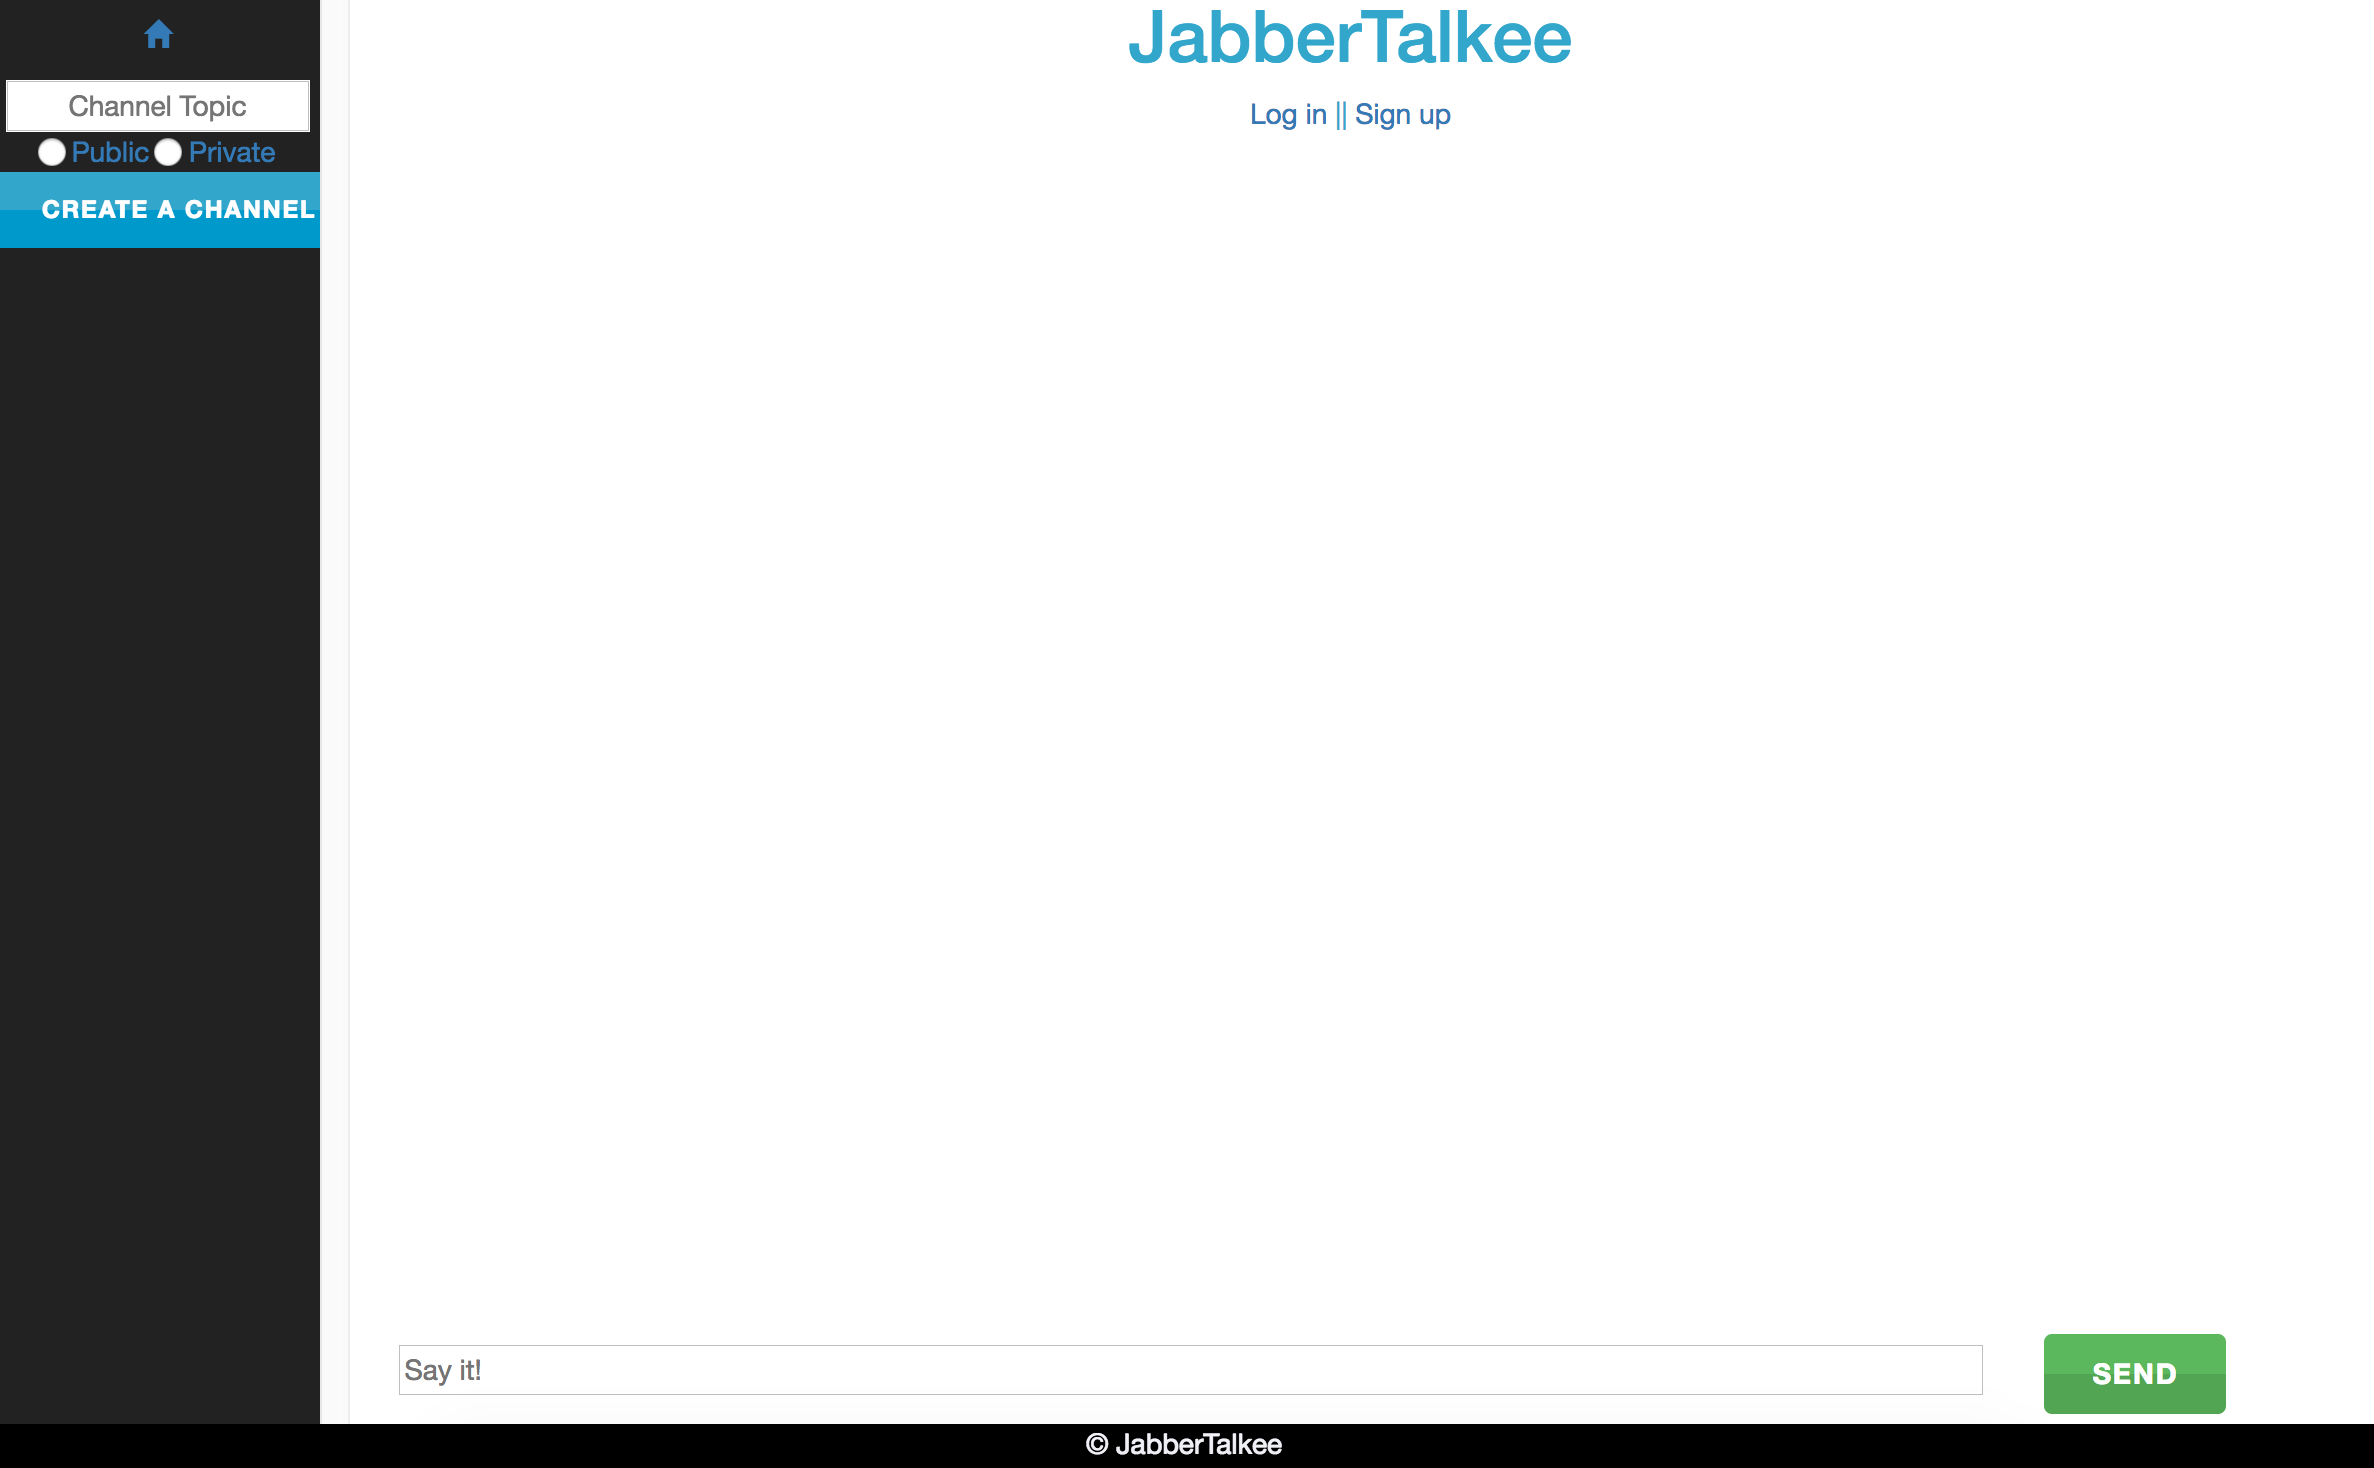 JabberTalkee
Log in || Sign up
Channel Topic
Public Private
CREATE A CHANNEL
Say it!
SEND
© JabberTalkee